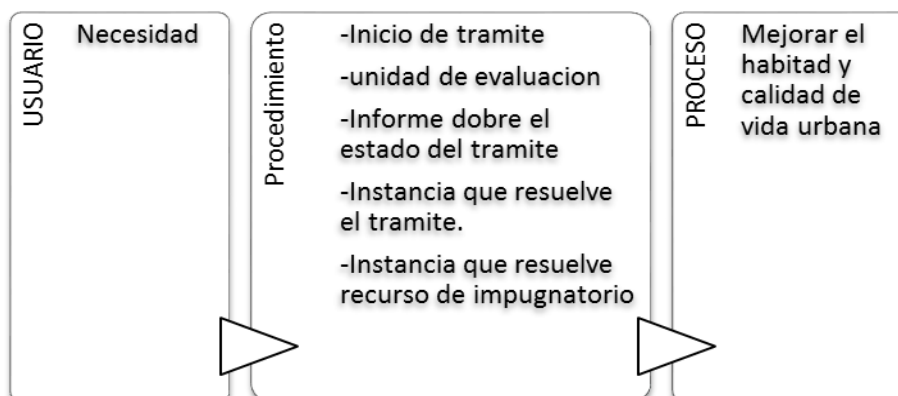 USUARIO
Necesidad
Procedimiento
-Inicio de tramite
-unidad de evaluacion
-Informe dobre el
estado del tramite
-Instancia que resuelve
el tramite.
-Instancia que resuelve
recurso de impugnatorio
PROCESO
Mejorar el
habitad y
calidad de
vida urbana